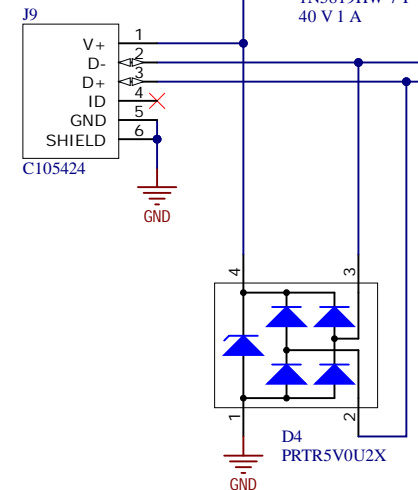 1N5819HW-7-F
40 V 1 A
J9
V+ 1
D- 2
D+ 3
ID 4
GND 5
SHIELD 6
C105424
GND
4 3
1 2
D4
PRTR5V0U2X
GND